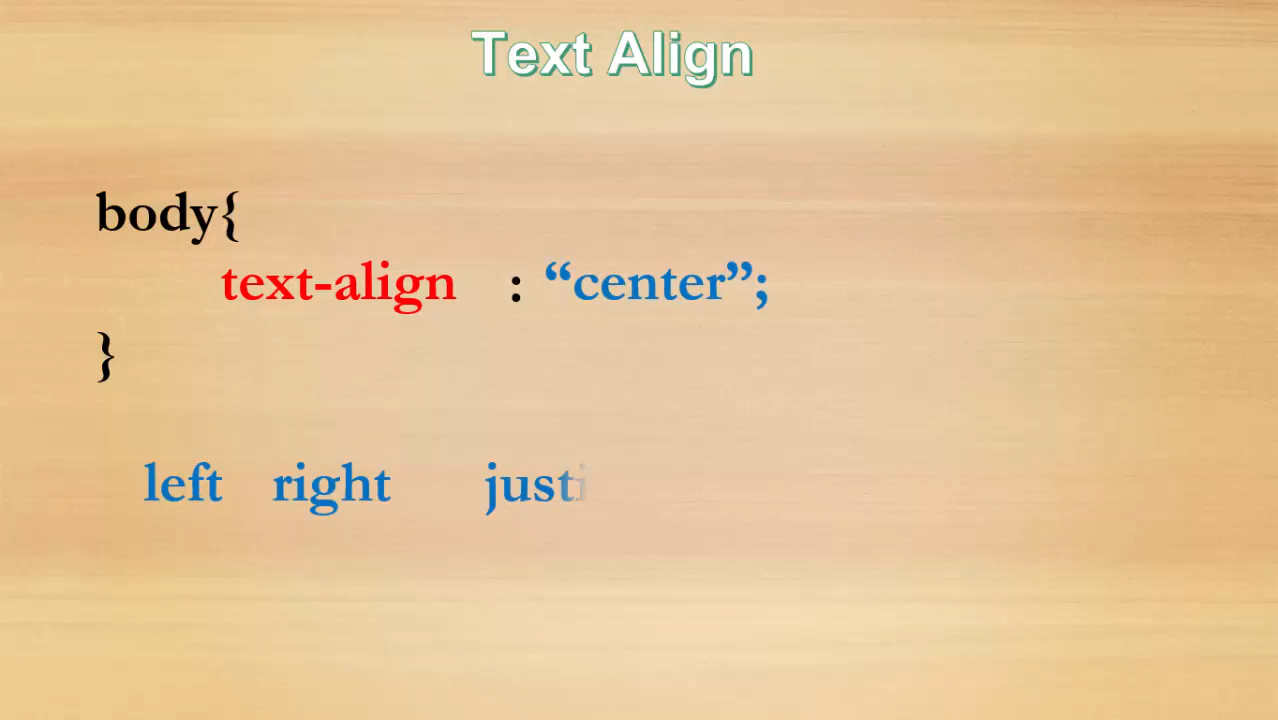 Text Align
body{
text-align : “center”;
}
left right